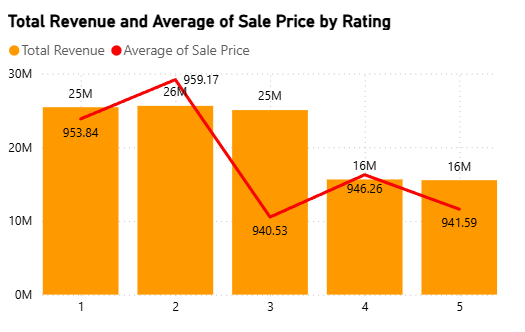 Total Revenue and Average of Sale Price by Rating
Total Revenue Average of Sale Price
30M
20M
10M
0M
25M
26M
25M
16M
16M
953.84
959.17
940.53
946.26
941.59
1 2 3 4 5